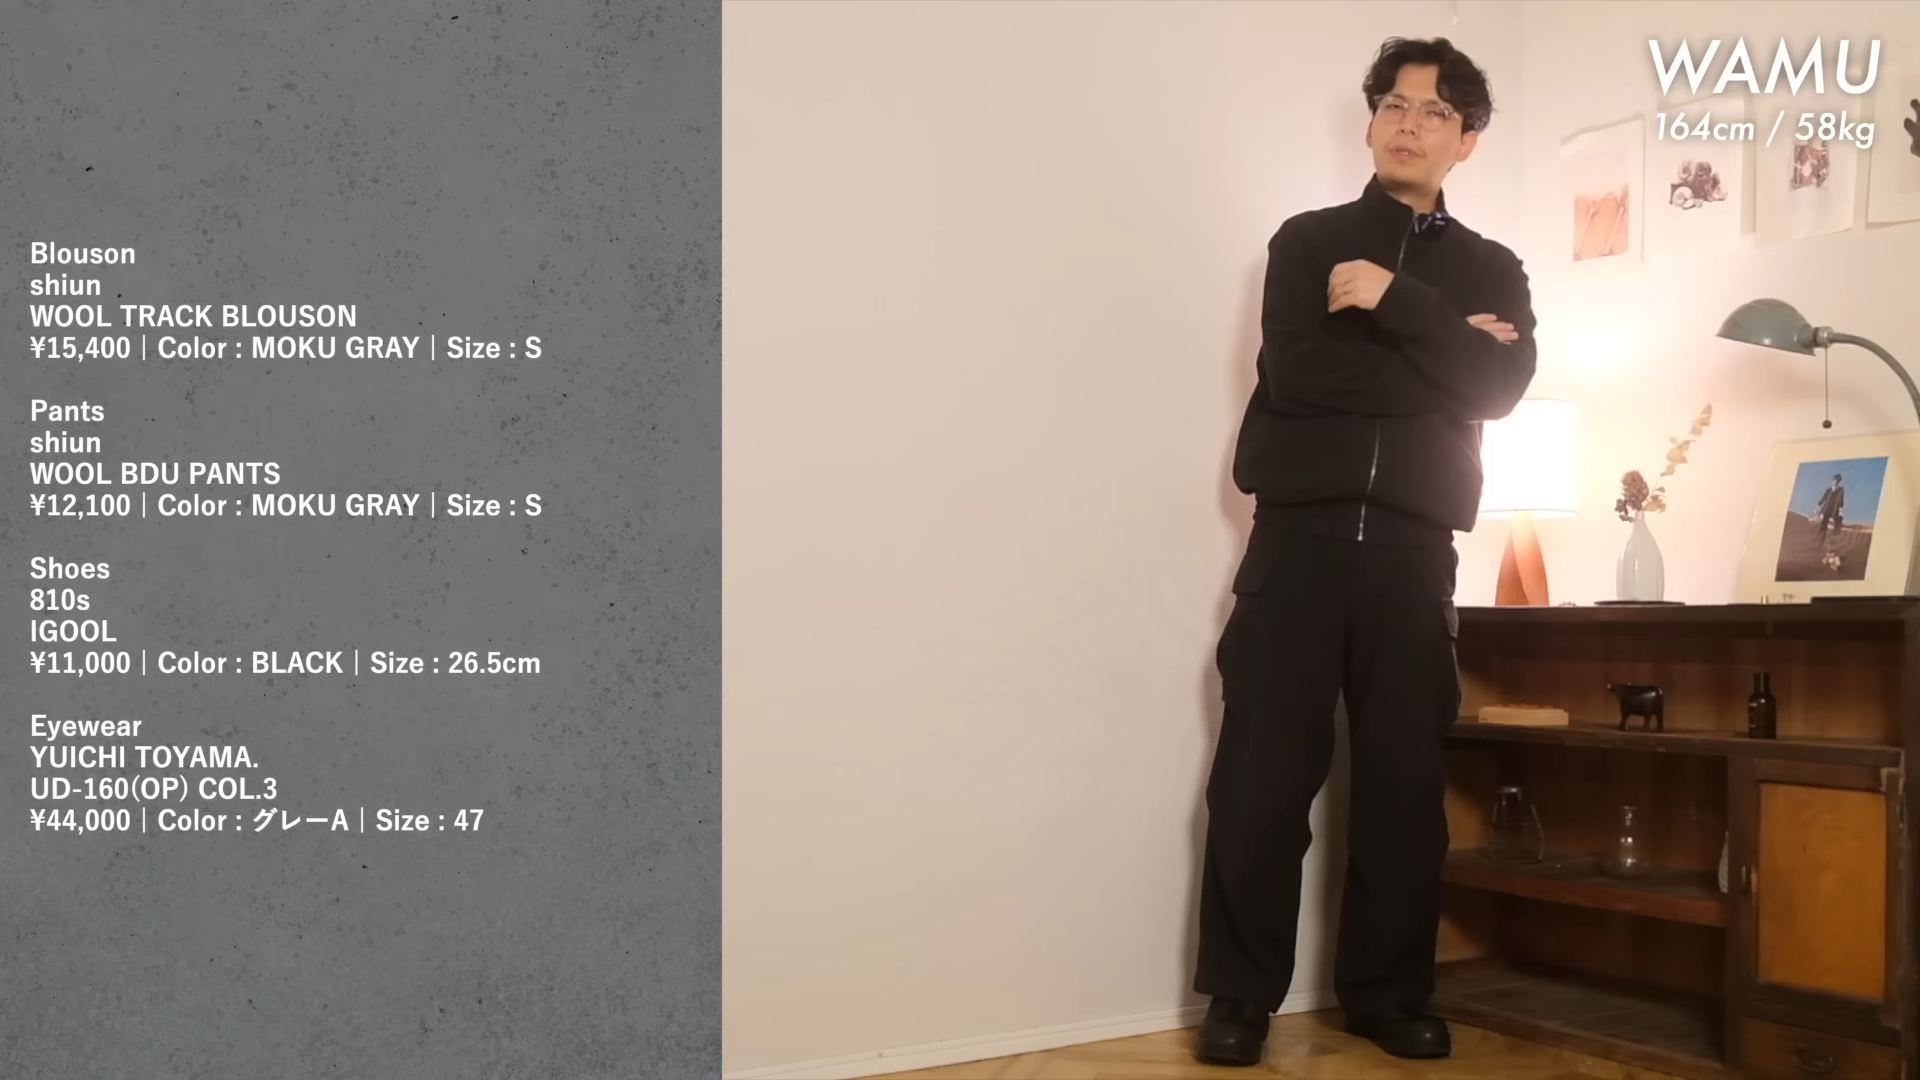 Blouson
shiun
WOOL TRACK BLOUSON
¥15,400 | Color : MOKU GRAY | Size : S
Pants
shiun
WOOL BDU PANTS
¥12,100 | Color : MOKU GRAY | Size : S
Shoes
810s
IGOOL
¥11,000 | Color : BLACK | Size : 26.5cm
Eyewear
YUICHI TOYAMA.
UD-160(OP) COL.3
¥44,000 | Color : グレーA | Size : 47
WAMU
164cm / 58kg